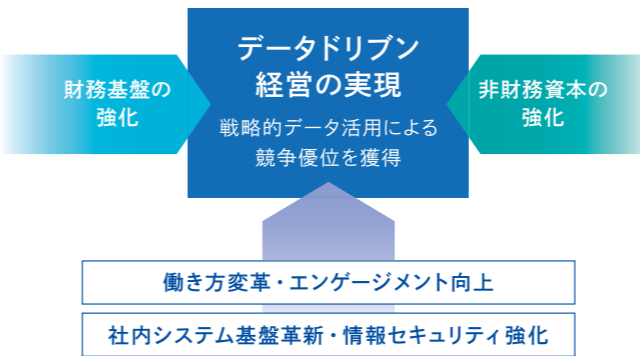 データドリブン
経営の実現
戦略的データ活用による
競争優位を獲得
財務基盤の
強化
非財務資本の
強化
働き方変革・エンゲージメント向上
社内システム基盤革新・情報セキュリティ強化